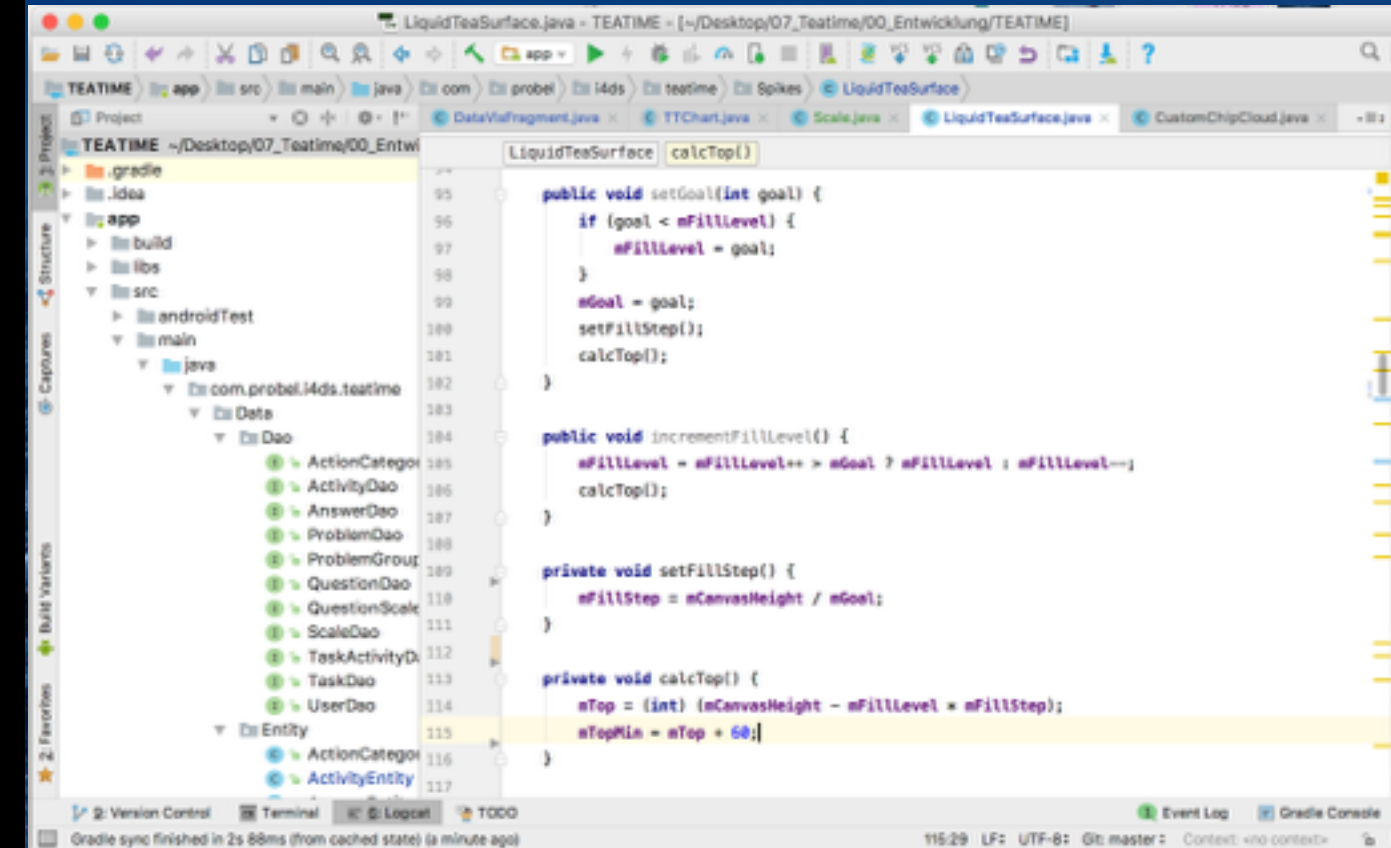 LiquidTeaSurface.java - TEATIME - [~/Desktop/07_Teatime/00_Entwicklung/TEATIME]
app
TEATIME app src main java com probel i4ds teatime Spikes LiquidTeaSurface
Project
DataVisFragment.java TTChart.java Scale.java LiquidTeaSurface.java CustomChipCloud.java
1: Project
Structure
Captures
Build Variants
2: Favorites
TEATIME ~/Desktop/07_Teatime/00_Entwi
.gradle
.idea
app
build
libs
src
androidTest
main
java
com.probel.i4ds.teatime
Data
Dao
ActionCategor
ActivityDao
AnswerDao
ProblemDao
ProblemGroup
QuestionDao
QuestionScale
ScaleDao
TaskActivityD
TaskDao
UserDao
Entity
ActionCategor
ActivityEntity
LiquidTeaSurface calcTop()
95 public void setGoal(int goal) {
96 if (goal < mFillLevel) {
97 mFillLevel = goal;
98 }
99 mGoal = goal;
100 setFillStep();
101 calcTop();
102 }
103
104 public void incrementFillLevel() {
105 mFillLevel = mFillLevel++ > mGoal ? mFillLevel : mFillLevel--;
106 calcTop();
107 }
108
109 private void setFillStep() {
110 mFillStep = mCanvasHeight / mGoal;
111 }
112
113 private void calcTop() {
114 mTop = (int) (mCanvasHeight - mFillLevel * mFillStep);
115 mTopMin = mTop + 60;
116 }
117
9: Version Control Terminal 6: Logcat TODO Event Log Gradle Console
Gradle sync finished in 2s 88ms (from cached state) (a minute ago) 115:29 LF: UTF-8: Git: master: Context: <no context>